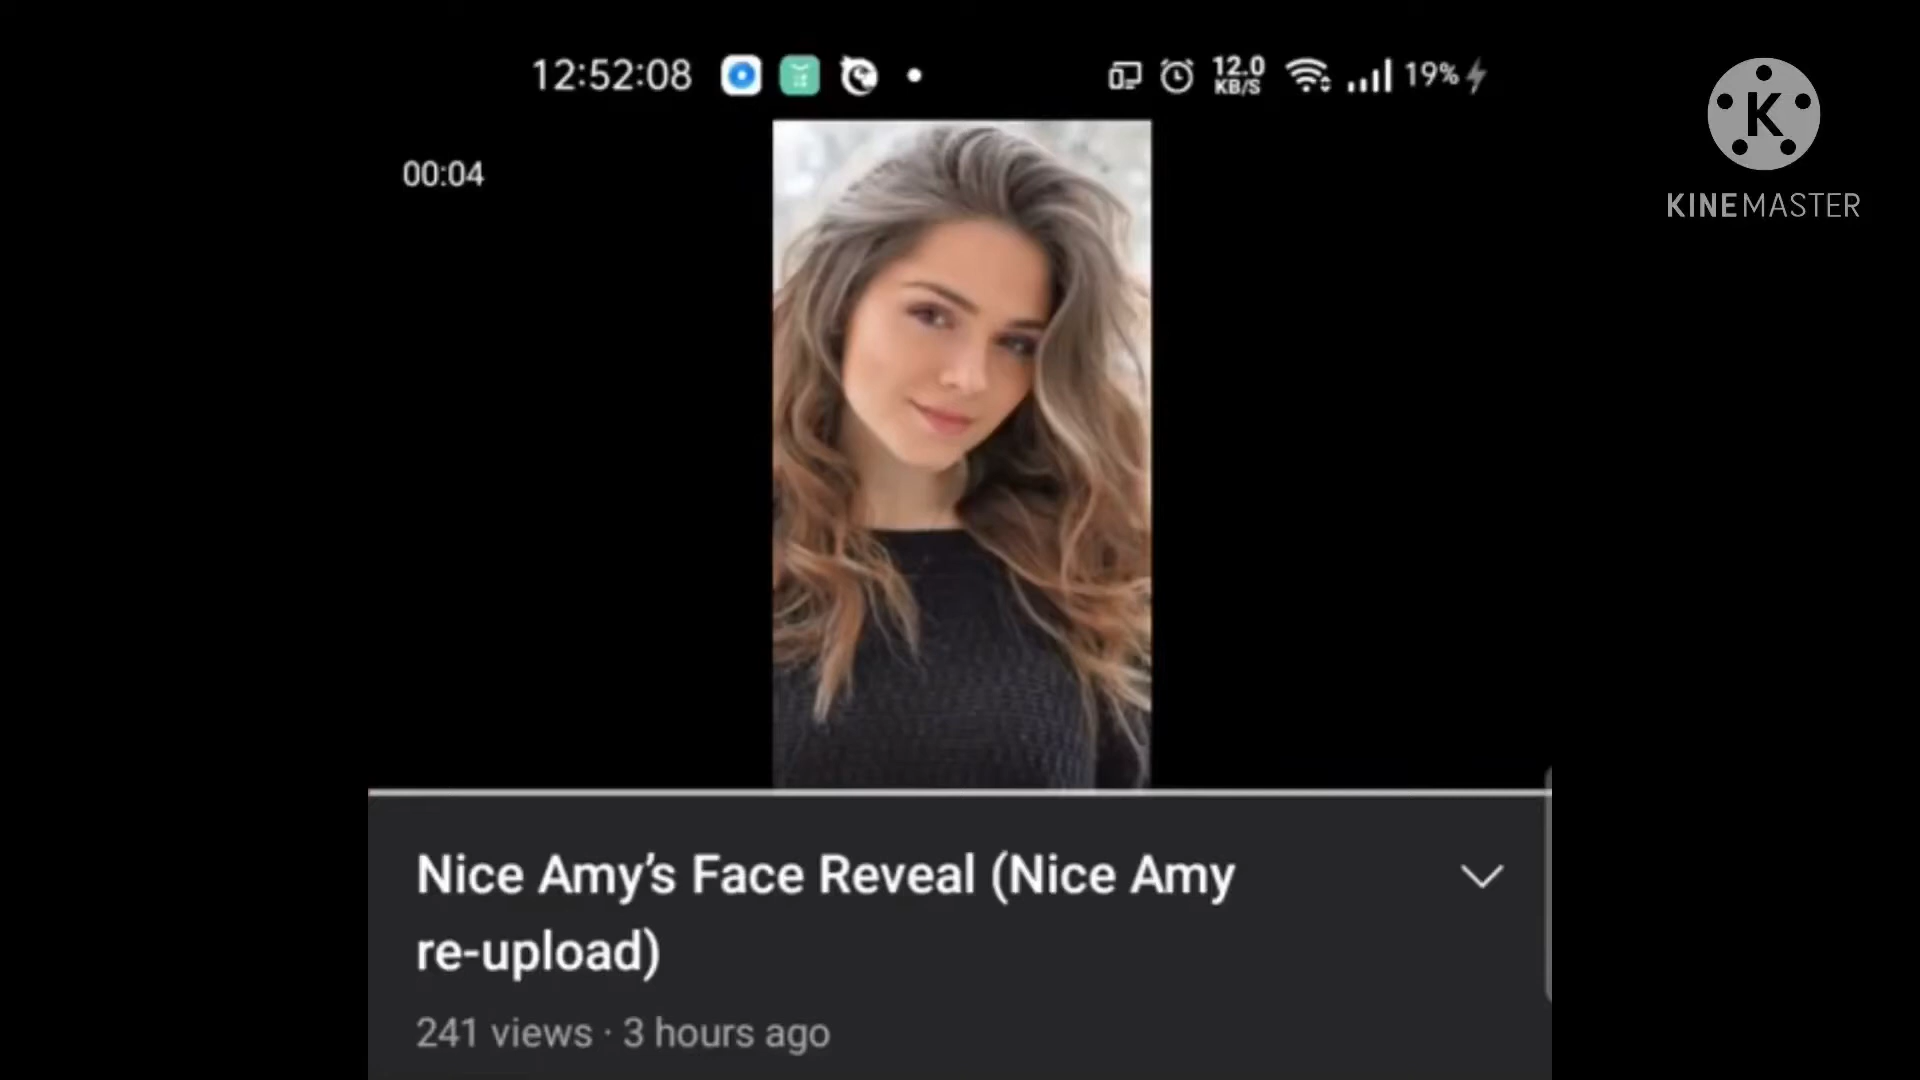 12:52:08
12.0
KB/S
19%
00:04
K
KINEMASTER
Nice Amy’s Face Reveal (Nice Amy
re-upload)
241 views · 3 hours ago